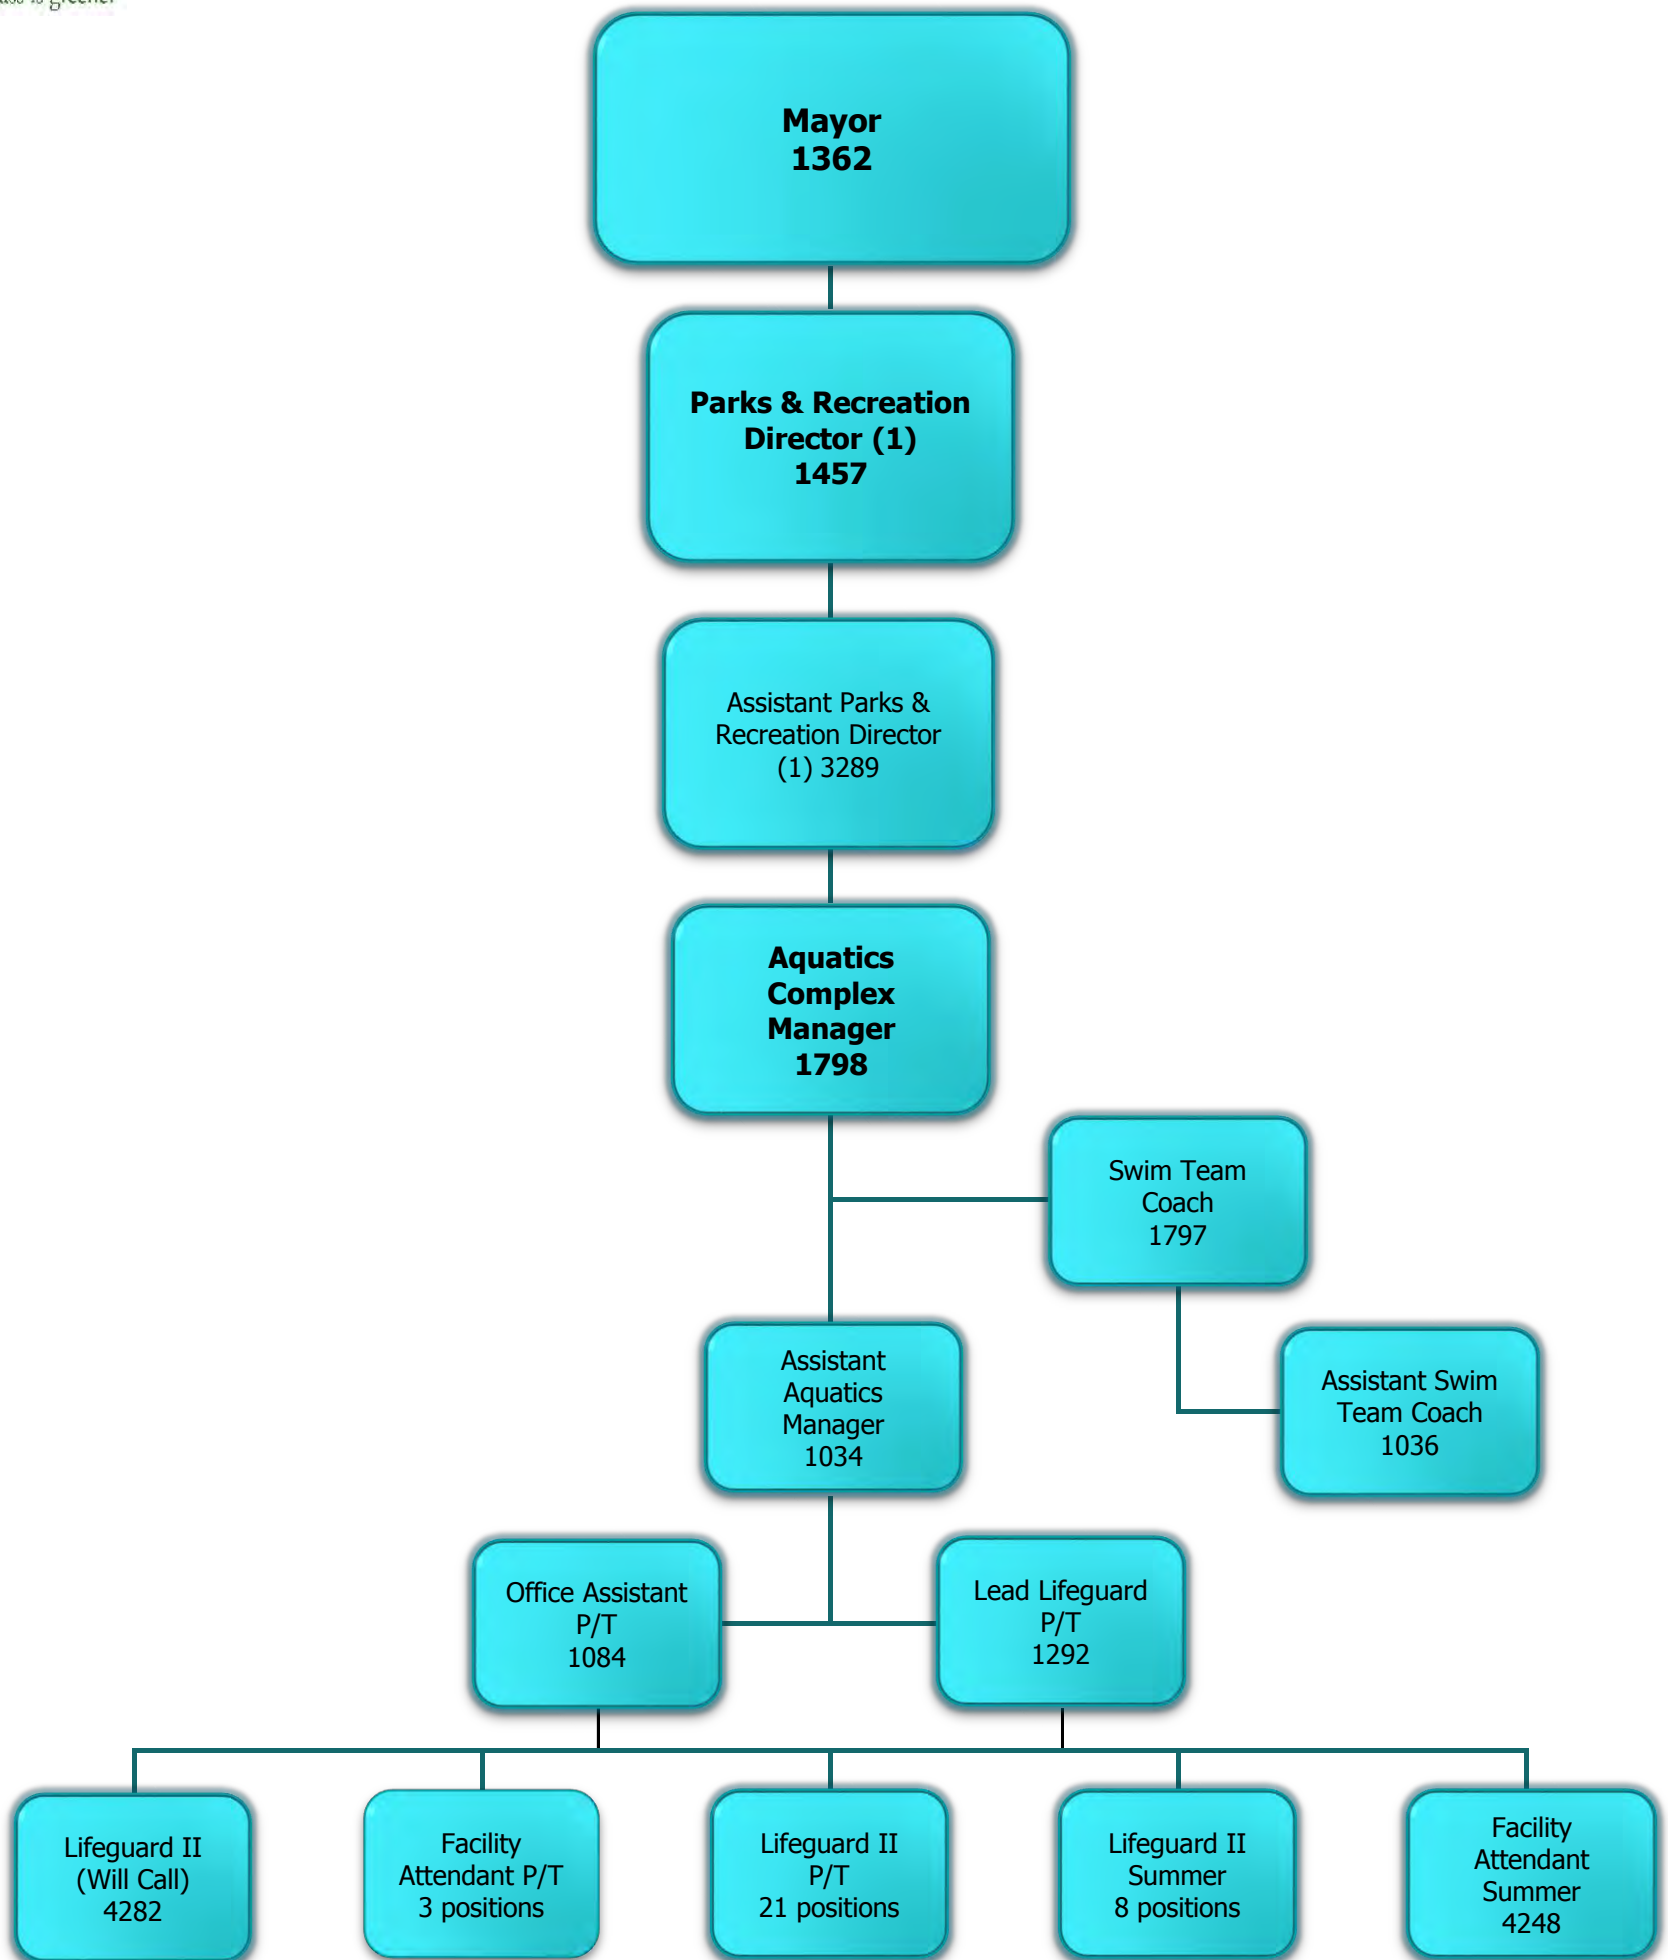 is greener
Mayor
1362
Parks & Recreation
Director (1)
1457
Assistant Parks &
Recreation Director
(1) 3289
Aquatics
Complex
Manager
1798
Swim Team
Coach
1797
Assistant
Aquatics
Manager
1034
Assistant Swim
Team Coach
1036
Office Assistant
P/T
1084
Lead Lifeguard
P/T
1292
Lifeguard II
(Will Call)
4282
Facility
Attendant P/T
3 positions
Lifeguard II
P/T
21 positions
Lifeguard II
Summer
8 positions
Facility
Attendant
Summer
4248